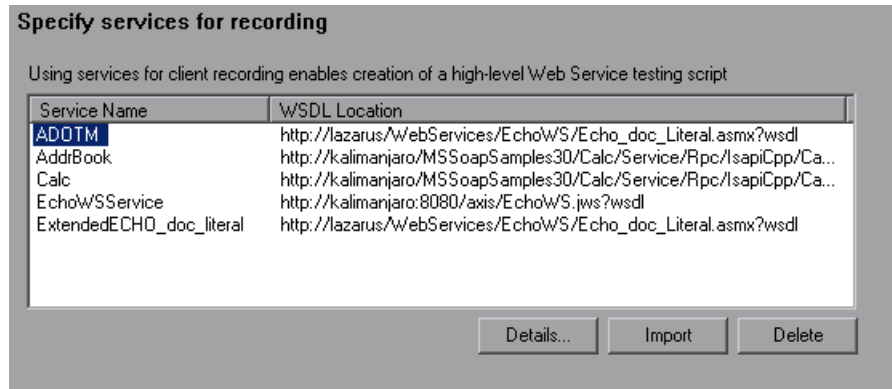 Specify services for recording
Using services for client recording enables creation of a high-level Web Service testing script
Service Name WSDL Location
ADOTM http://lazarus/WebServices/EchoWS/Echo_doc_Literal.asmx?wsdl
AddrBook http://kalimanjaro/MSSoapSamples30/Calc/Service/Rpc/IsapiCpp/Ca...
Calc http://kalimanjaro/MSSoapSamples30/Calc/Service/Rpc/IsapiCpp/Ca...
EchoWSService http://kalimanjaro:8080/axis/EchoWS.jws?wsdl
ExtendedECHO_doc_literal http://lazarus/WebServices/EchoWS/Echo_doc_Literal.asmx?wsdl
Details... Import Delete